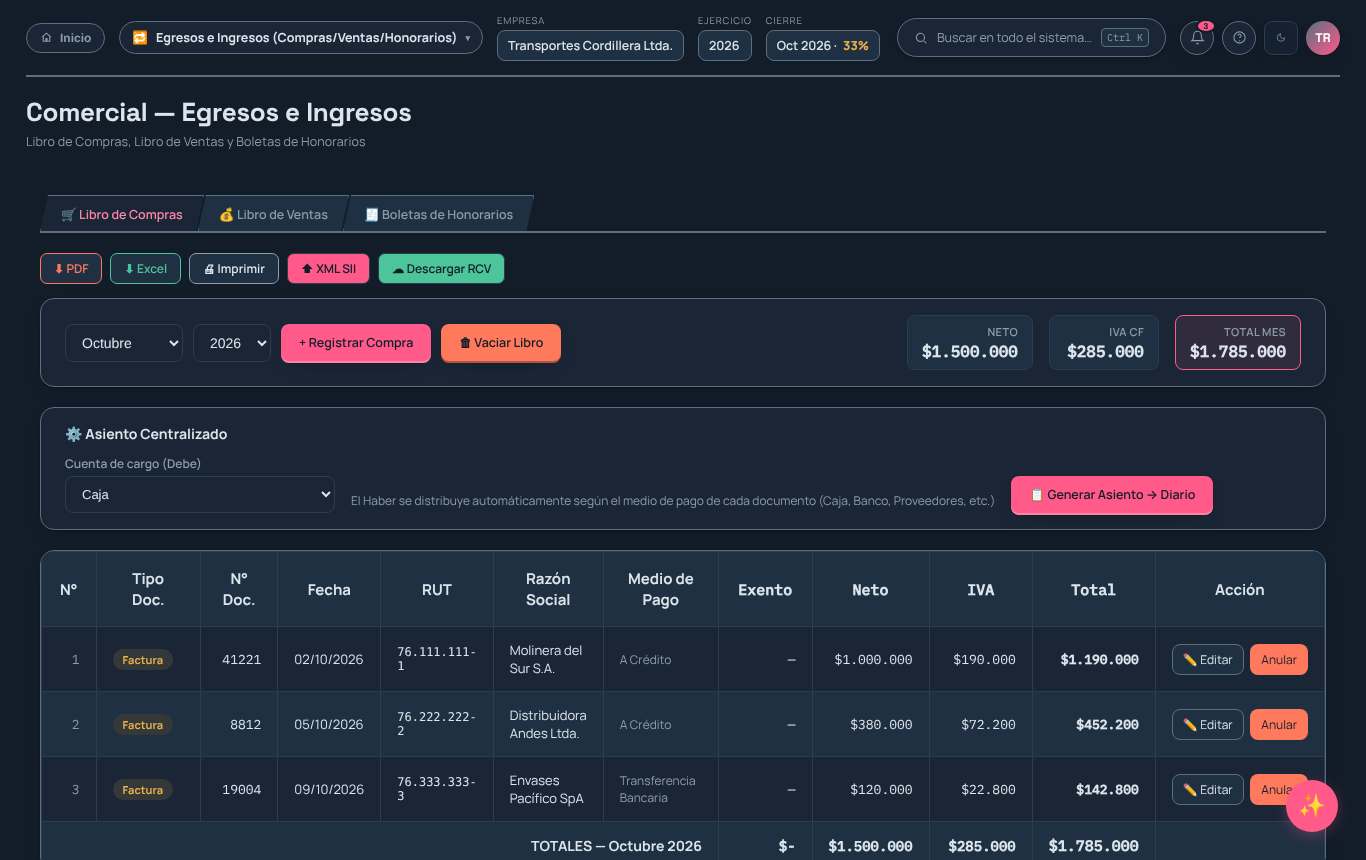 Inicio
Egresos e Ingresos (Compras/Ventas/Honorarios)
EMPRESA
Transportes Cordillera Ltda.
EJERCICIO
2026
CIERRE
Oct 2026 · 33%
Buscar en todo el sistema... Ctrl K
3
TR
Comercial — Egresos e Ingresos
Libro de Compras, Libro de Ventas y Boletas de Honorarios
Libro de Compras
Libro de Ventas
Boletas de Honorarios
PDF
Excel
Imprimir
XML SII
Descargar RCV
Octubre
2026
+ Registrar Compra
Vaciar Libro
NETO
$1.500.000
IVA CF
$285.000
TOTAL MES
$1.785.000
Asiento Centralizado
Cuenta de cargo (Debe)
Caja
El Haber se distribuye automáticamente según el medio de pago de cada documento (Caja, Banco, Proveedores, etc.)
Generar Asiento → Diario
N° Tipo Doc. N° Doc. Fecha RUT Razón Social Medio de Pago Exento Neto IVA Total Acción
1 Factura 41221 02/10/2026 76.111.111-1 Molinera del Sur S.A. A Crédito — $1.000.000 $190.000 $1.190.000 Editar Anular
2 Factura 8812 05/10/2026 76.222.222-2 Distribuidora Andes Ltda. A Crédito — $380.000 $72.200 $452.200 Editar Anular
3 Factura 19004 09/10/2026 76.333.333-3 Envases Pacífico SpA Transferencia Bancaria — $120.000 $22.800 $142.800 Editar Anular
TOTALES — Octubre 2026 $- $1.500.000 $285.000 $1.785.000